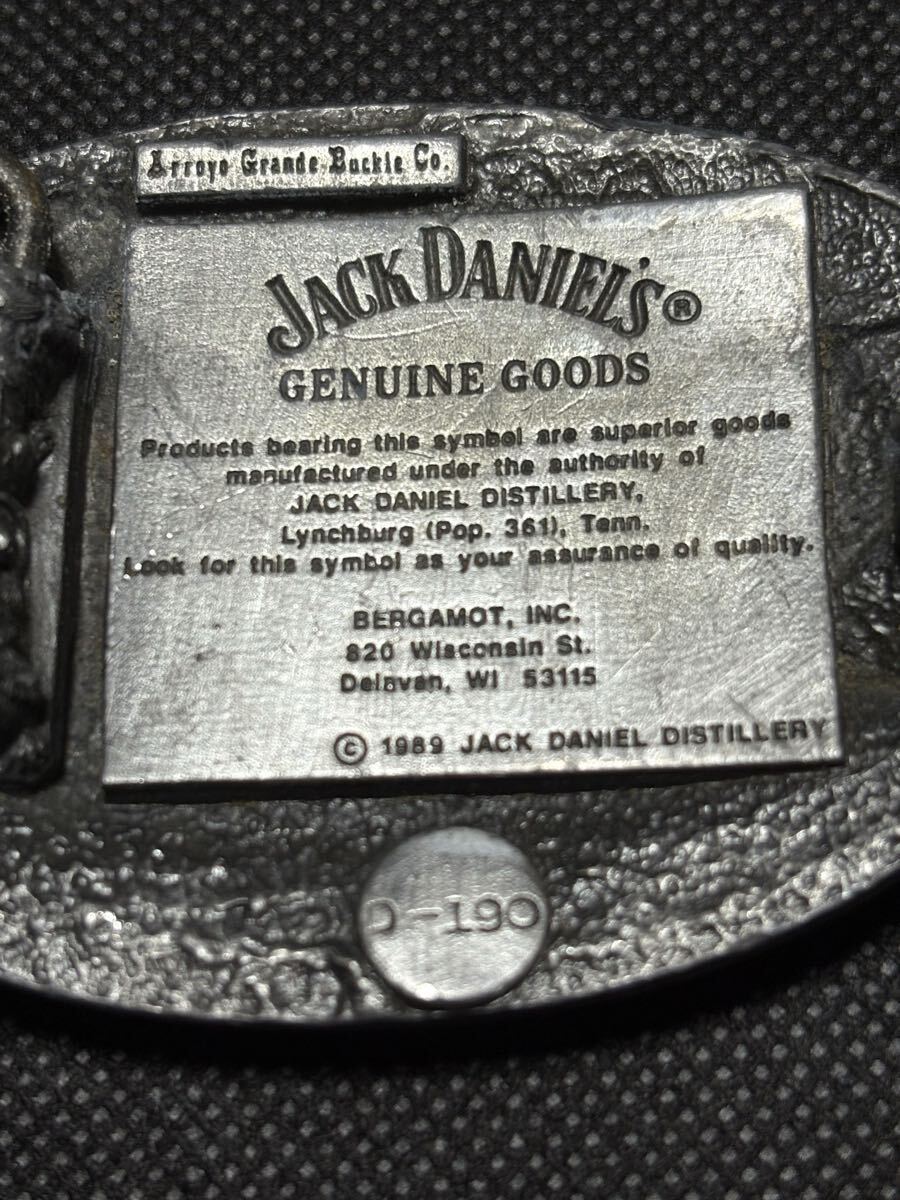 Arroyo Grande Buckle Co.
JACK DANIEL'S®
GENUINE GOODS
Products bearing this symbol are superior goods
manufactured under the authority of
JACK DANIEL DISTILLERY,
Lynchburg (Pop. 361), Tenn.
Look for this symbol as your assurance of quality.
BERGAMOT, INC.
820 Wisconsin St.
Delavan, WI 53115
© 1989 JACK DANIEL DISTILLERY
D-190